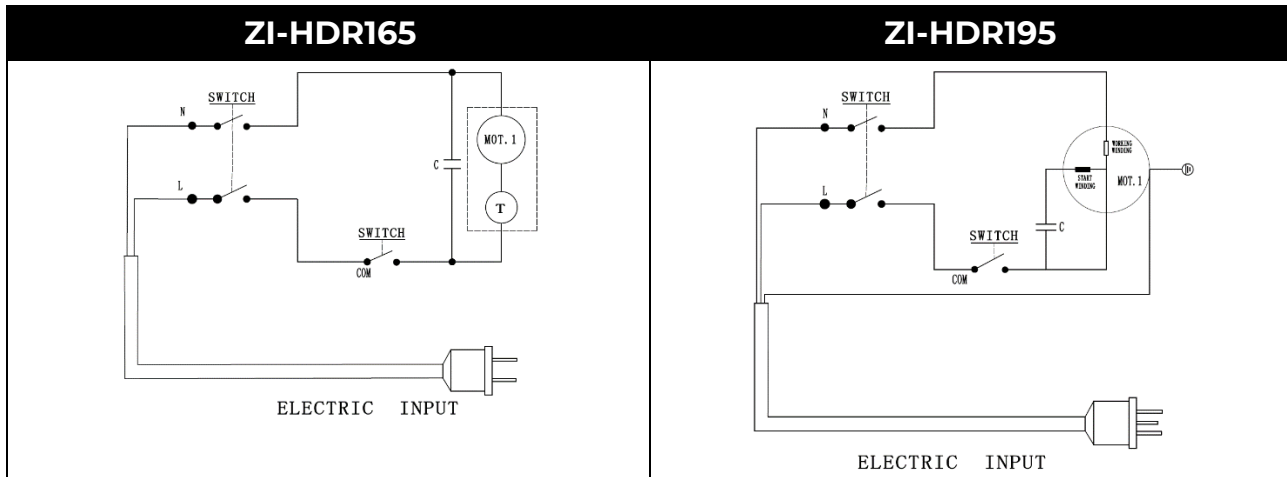 ZI-HDR165
SWITCH
N
MOT.1
C
L
T
SWITCH
COM
ELECTRIC INPUT
ZI-HDR195
SWITCH
N
WORKING
WINDING
START
WINDING
MOT.1
L
C
SWITCH
COM
ELECTRIC INPUT